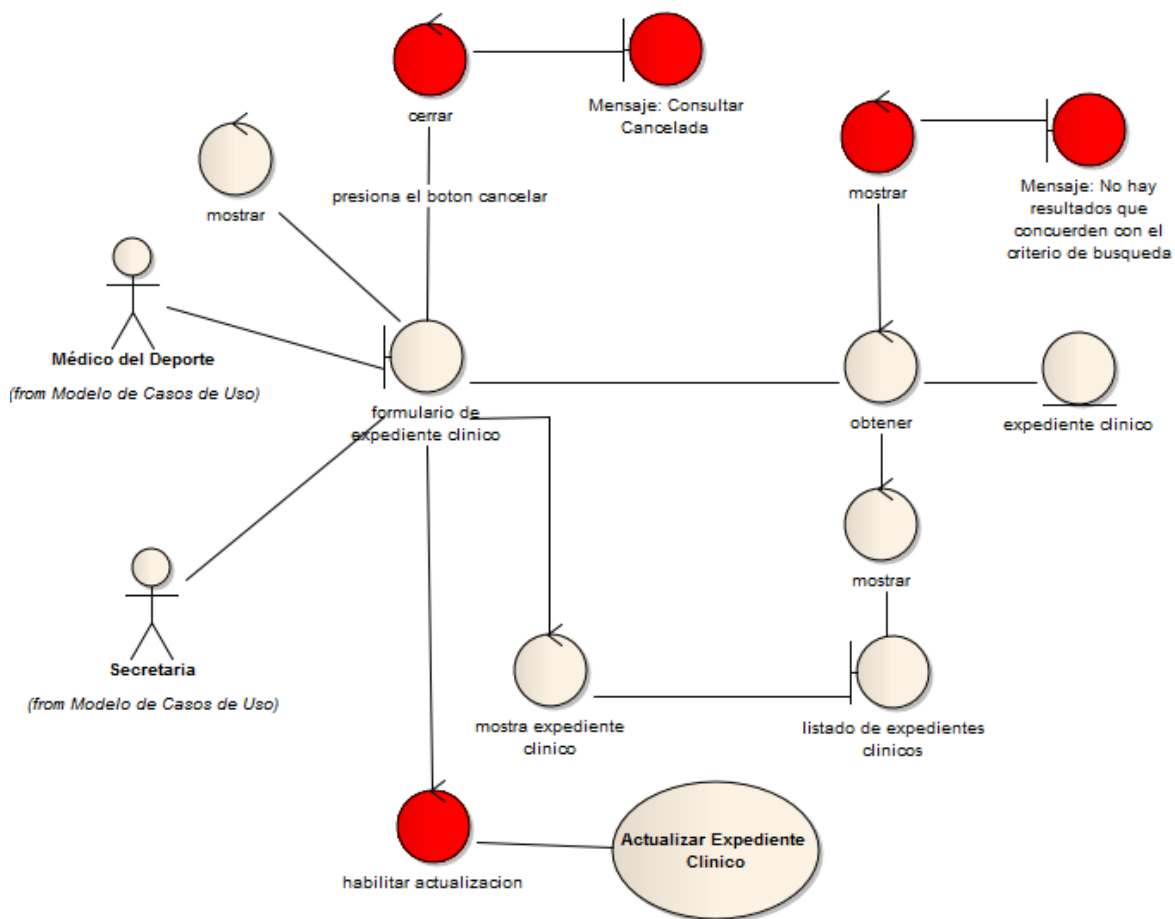 cerrar
Mensaje: Consultar
Cancelada
mostrar
Mensaje: No hay
resultados que
concuerden con el
criterio de busqueda
mostrar
presiona el boton cancelar
Médico del Deporte
(from Modelo de Casos de Uso)
formulario de
expediente clinico
obtener
expediente clinico
mostrar
Secretaria
(from Modelo de Casos de Uso)
mostra expediente
clinico
listado de expedientes
clinicos
habilitar actualizacion
Actualizar Expediente
Clinico